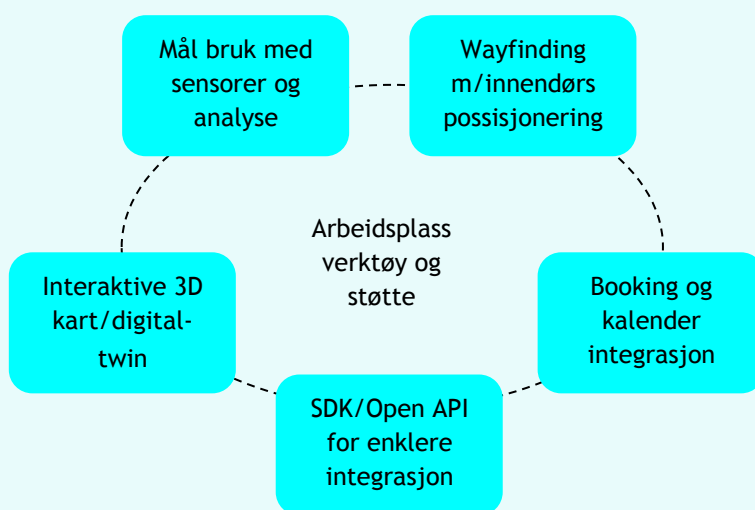 Mål bruk med
sensorer og
analyse
Wayfinding
m/innendørs
possisjonering
Arbeidsplass
verktøy og
støtte
Interaktive 3D
kart/digital-
twin
Booking og
kalender
integrasjon
SDK/Open API
for enklere
integrasjon